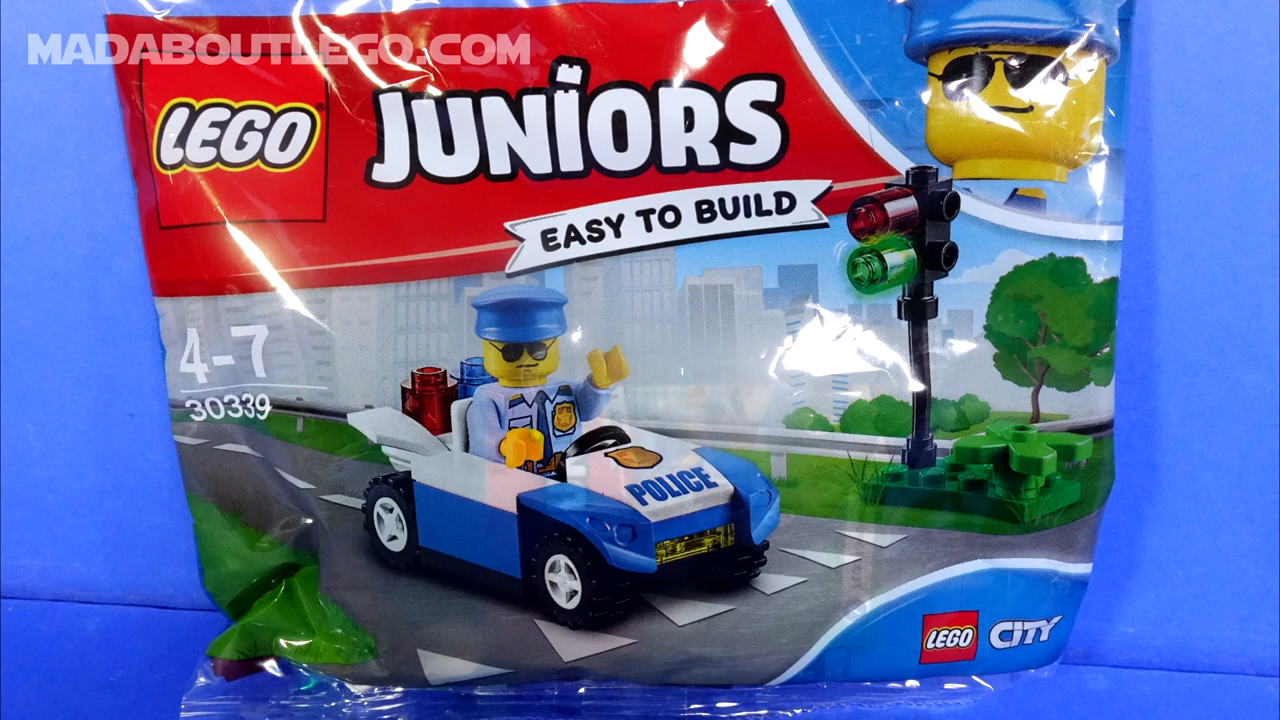 MADABOUTLEGO.COM
LEGO®
JUNIORS
EASY TO BUILD
4-7
30339
POLICE
LEGO CITY